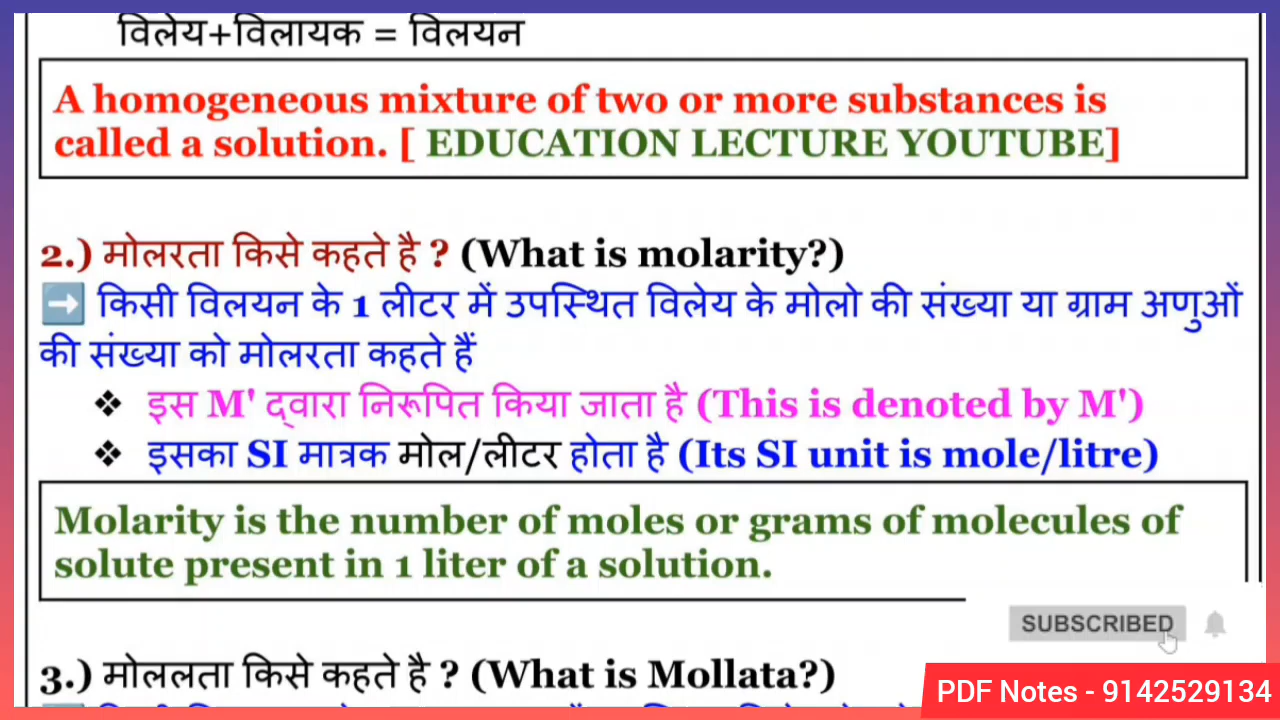 विलेय+विलायक = विलयन
A homogeneous mixture of two or more substances is
called a solution. [ EDUCATION LECTURE YOUTUBE]
2.) मोलरता किसे कहते है ? (What is molarity?)
➡ किसी विलयन के 1 लीटर में उपस्थित विलेय के मोलो की संख्या या ग्राम अणुओं
की संख्या को मोलरता कहते हैं
❖ इस M' द्वारा निरूपित किया जाता है (This is denoted by M')
❖ इसका SI मात्रक मोल/लीटर होता है (Its SI unit is mole/litre)
Molarity is the number of moles or grams of molecules of
solute present in 1 liter of a solution.
SUBSCRIBED
3.) मोललता किसे कहते है ? (What is Mollata?)
PDF Notes - 9142529134